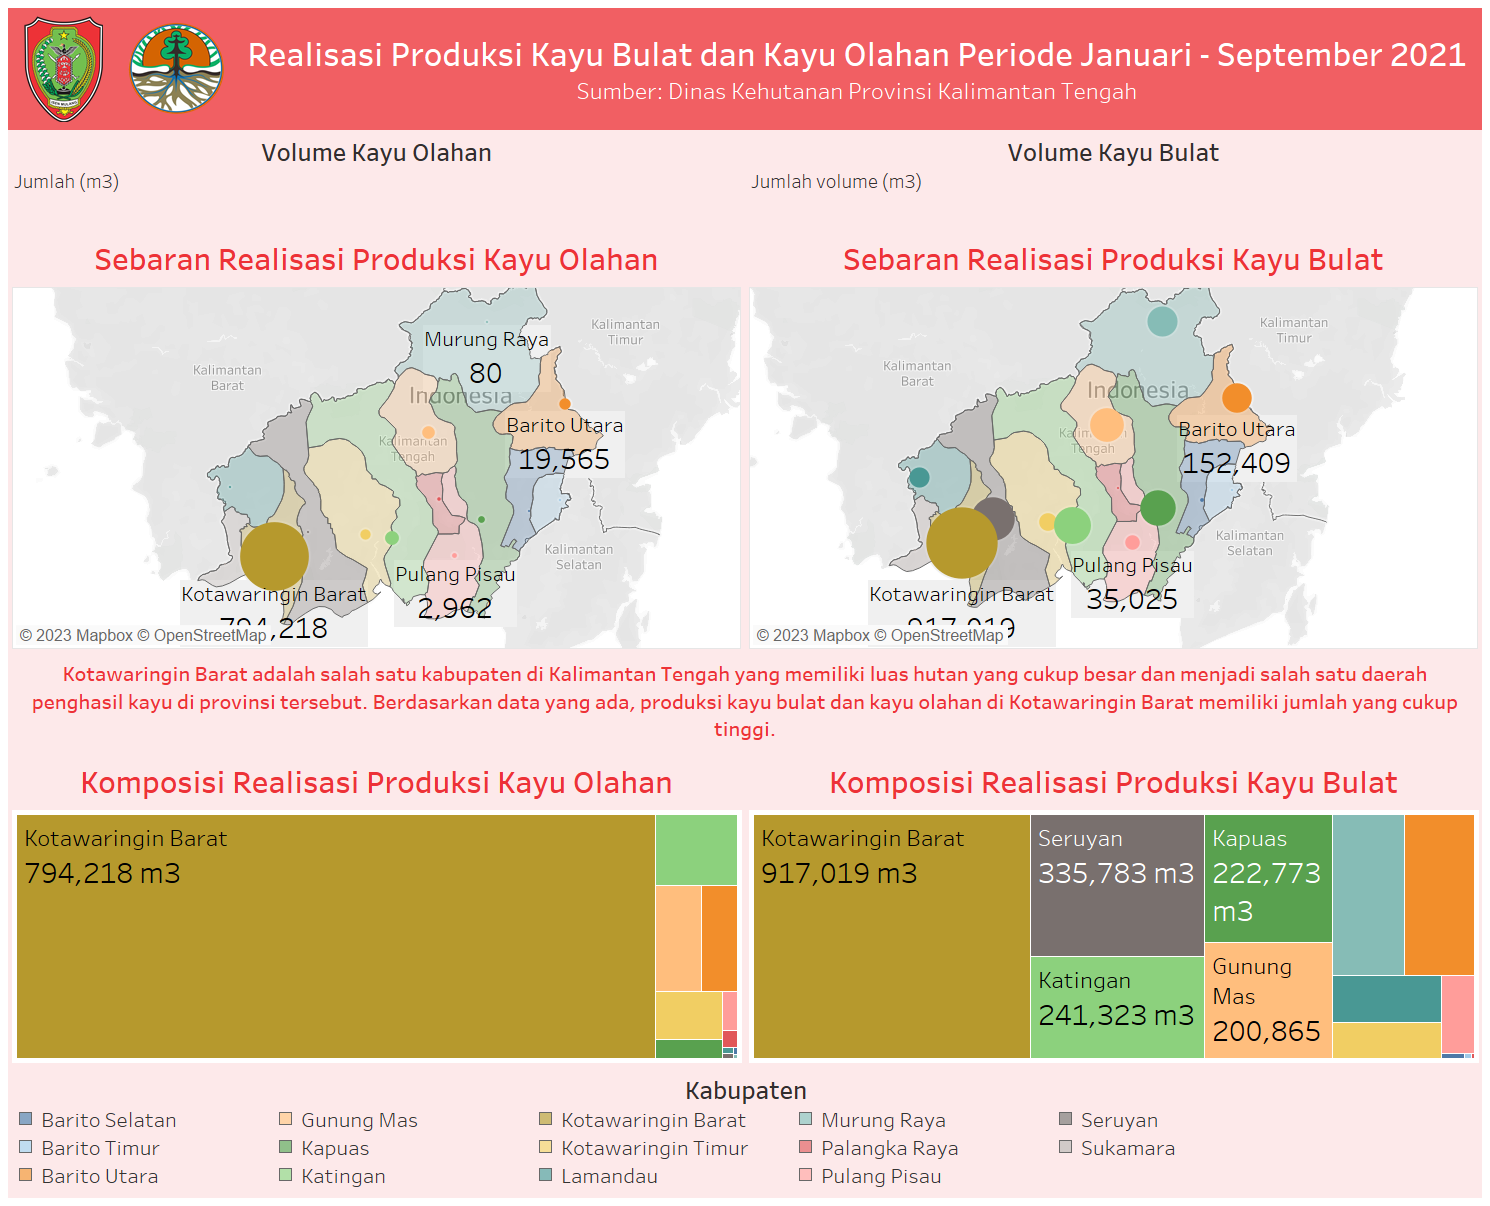 Realisasi Produksi Kayu Bulat dan Kayu Olahan Periode Januari - September 2021
Sumber: Dinas Kehutanan Provinsi Kalimantan Tengah
Volume Kayu Olahan
Jumlah (m3)
Volume Kayu Bulat
Jumlah volume (m3)
Sebaran Realisasi Produksi Kayu Olahan
Kalimantan
Timur
Murung Raya
80
Kalimantan
Barat
Indonesia
Barito Utara
19,565
Kalimantan
Tengah
Kalimantan
Selatan
Pulang Pisau
2,962
Kotawaringin Barat
794,218
© 2023 Mapbox © OpenStreetMap
Sebaran Realisasi Produksi Kayu Bulat
Kalimantan
Timur
Kalimantan
Barat
Indonesia
Barito Utara
152,409
Kalimantan
Tengah
Kalimantan
Selatan
Pulang Pisau
35,025
Kotawaringin Barat
917,019
© 2023 Mapbox © OpenStreetMap
Kotawaringin Barat adalah salah satu kabupaten di Kalimantan Tengah yang memiliki luas hutan yang cukup besar dan menjadi salah satu daerah
penghasil kayu di provinsi tersebut. Berdasarkan data yang ada, produksi kayu bulat dan kayu olahan di Kotawaringin Barat memiliki jumlah yang cukup
tinggi.
Komposisi Realisasi Produksi Kayu Olahan
Kotawaringin Barat
794,218 m3
Komposisi Realisasi Produksi Kayu Bulat
Kotawaringin Barat
917,019 m3
Seruyan
335,783 m3
Katingan
241,323 m3
Kapuas
222,773
m3
Gunung
Mas
200,865
Kabupaten
Barito Selatan
Barito Timur
Barito Utara
Gunung Mas
Kapuas
Katingan
Kotawaringin Barat
Kotawaringin Timur
Lamandau
Murung Raya
Palangka Raya
Pulang Pisau
Seruyan
Sukamara